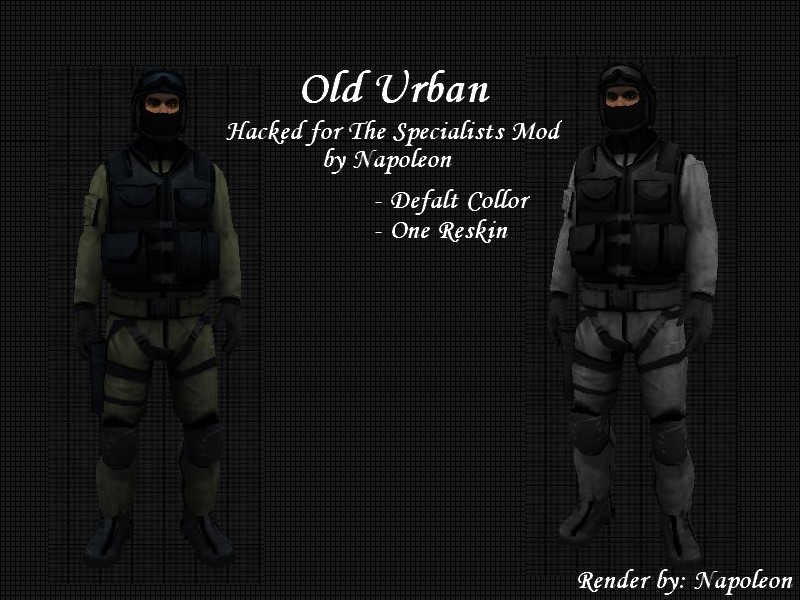 Old Urban
Hacked for The Specialists Mod
by Napoleon
- Defalt Collor
- One Reskin
Render by: Napoleon